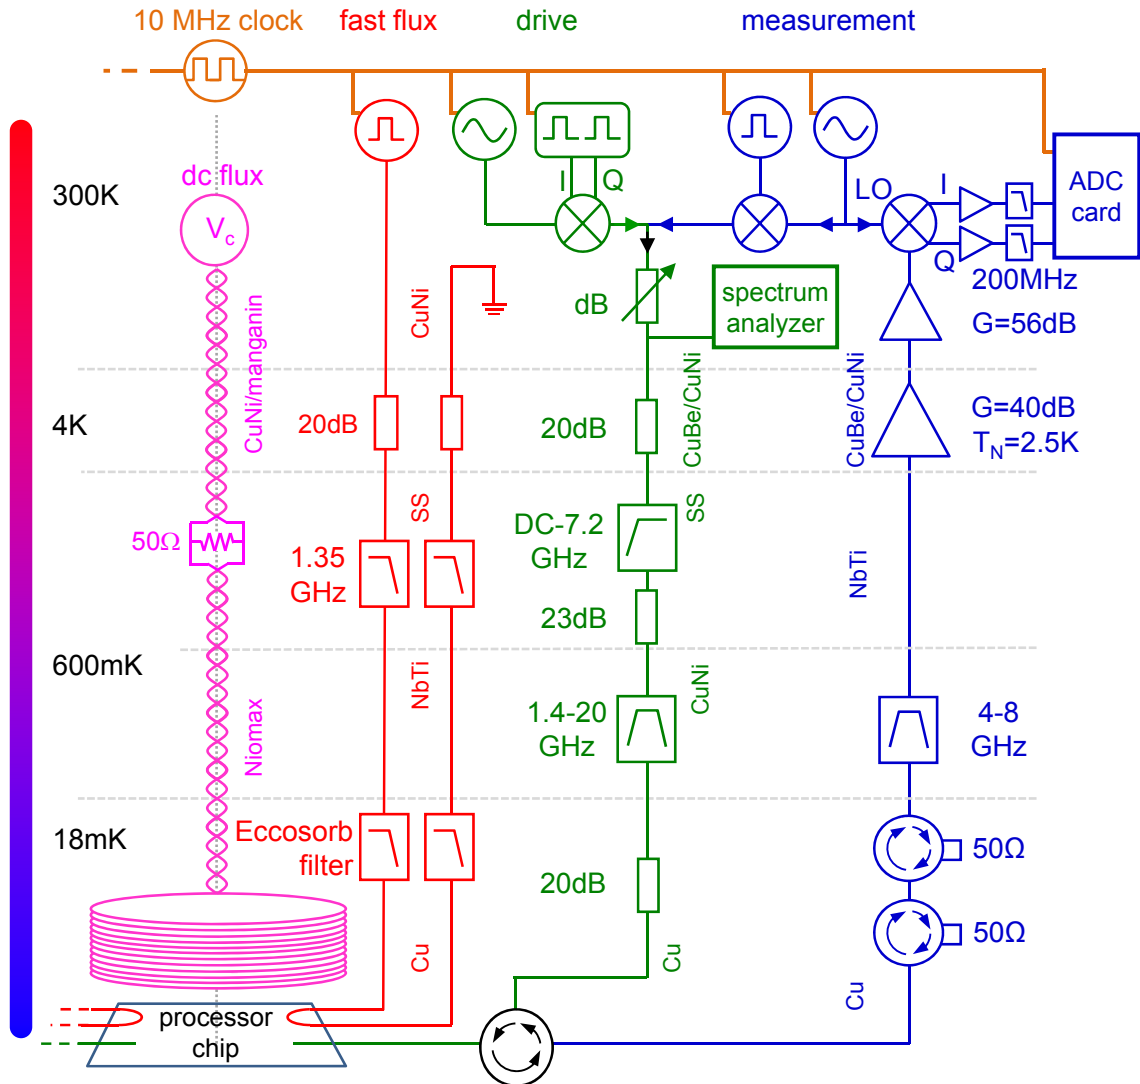 10 MHz clock
fast flux
drive
measurement
300K
4K
600mK
18mK
dc flux
Vc
CuNi/manganin
50Ω
Niomax
CuNi
20dB
SS
1.35
GHz
NbTi
Eccosorb
filter
Cu
I
Q
dB
spectrum
analyzer
CuBe/CuNi
20dB
SS
DC-7.2
GHz
23dB
CuNi
1.4-20
GHz
20dB
Cu
LO
I
Q
ADC
card
200MHz
G=56dB
CuBe/CuNi
G=40dB
TN=2.5K
NbTi
4-8
GHz
50Ω
50Ω
Cu
processor
chip